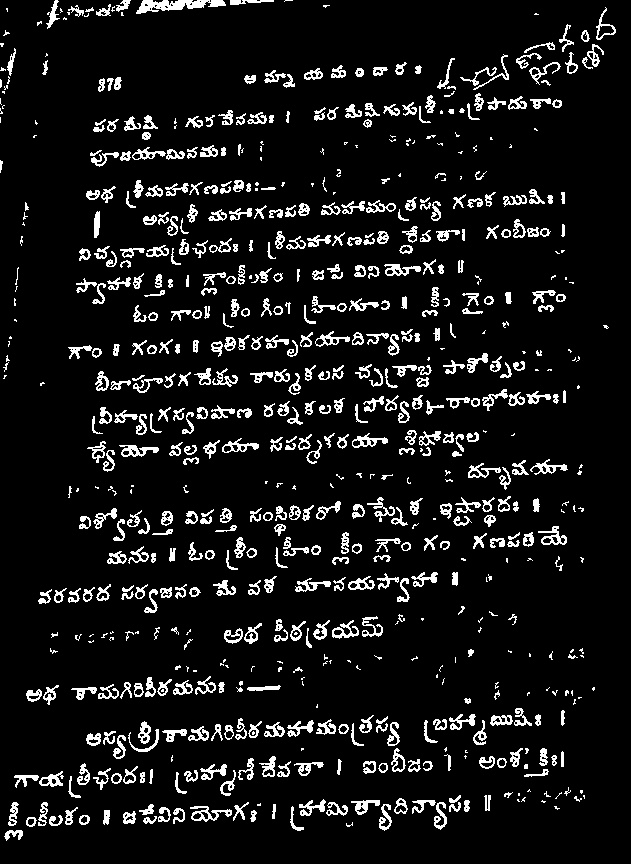 376 ఆమ్నాయమందారః
పరమేష్ఠి । గురవేనమః । పరమేష్ఠిగురుశ్రీ...శ్రీపాదుకాం
పూజయామినమః ।
అథ శ్రీమహాగణపతిః:—
అస్యశ్రీ మహాగణపతి మహామంత్రస్య గణక ఋషిః ।
నిచృద్గాయత్రీఛందః । శ్రీమహాగణపతి ర్దేవతా। గంబీజం ।
స్వాహాశక్తిః । గ్లాంకీలకం । జపే వినియోగః ॥
ఓం గాం॥ శ్రీం గీం॥ హ్రీంగూం ॥ క్లీం గైం ॥ గ్లాం
గాం ॥ గంగః ॥ ఇతికరహృదయాదిన్యాసః ॥
బీజాపూరగదేక్షు కార్ముకలస చ్చక్రాబ్జ పాశోత్పల
వ్రీహ్యగ్రస్వవిషాణ రత్నకలశ ప్రోద్యత్క—రాంభోరుహః।
ధ్యేయో వల్లభయా సపద్మకరయా శ్లిష్టోజ్వల
ద్భూషయా :
విశ్వోత్పత్తి విపత్తి సంస్థితికరో విఘ్నేశ ఇష్టార్థదః ॥
మనుః ॥ ఓం శ్రీం హ్రీం క్లీం గ్లాం గం గణపతయే
వరవరద సర్వజనం మే వశ మానయస్వాహా ॥
అథ పీఠత్రయమ్
అథ కామగిరిపీఠమనుః :—
అస్యశ్రీకామగిరిపీఠమహామంత్రస్య బ్రహ్మాఋషిః ।
గాయత్రీఛందః। బ్రహ్మాణీదేవతా । ఐంబీజం । అంశక్తిః।
క్లీంకీలకం ॥ జపేవినియోగః । హ్రామిత్యాదిన్యాసః ॥